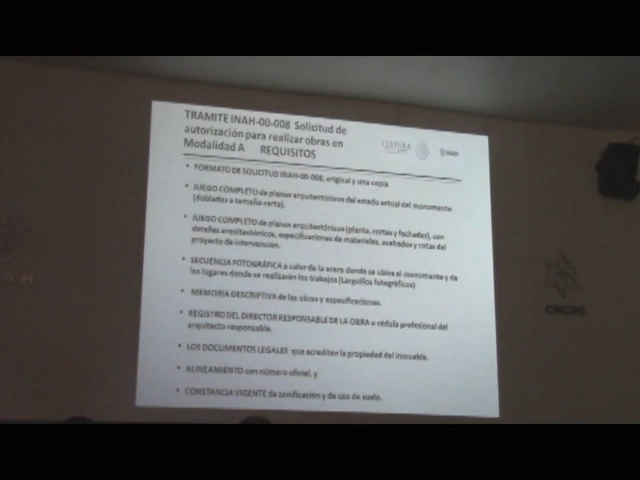 TRAMITE INAH-00-008 Solicitud de
autorización para realizar obras en
Modalidad A REQUISITOS
CULTURA
INAH
• FORMATO DE SOLICITUD INAH-00-008, original y una copia
• JUEGO COMPLETO de planos arquitectónicos del estado actual del monumento
(doblados a tamaño carta).
• JUEGO COMPLETO de planos arquitectónicos (planta, cortes y fachadas), con
detalles arquitectónicos, especificaciones de materiales, acabados y cotas del
proyecto de intervención.
• SECUENCIA FOTOGRÁFICA a color de la acera donde se ubica el monumento y de
los lugares donde se realizarán los trabajos (Larguillos fotográficos)
• MEMORIA DESCRIPTIVA de las obras y especificaciones.
• REGISTRO DEL DIRECTOR RESPONSABLE DE LA OBRA o cédula profesional del
arquitecto responsable.
• LOS DOCUMENTOS LEGALES que acrediten la propiedad del inmueble.
• ALINEAMIENTO con número oficial, y
• CONSTANCIA VIGENTE de zonificación y de uso de suelo.
CNCPC